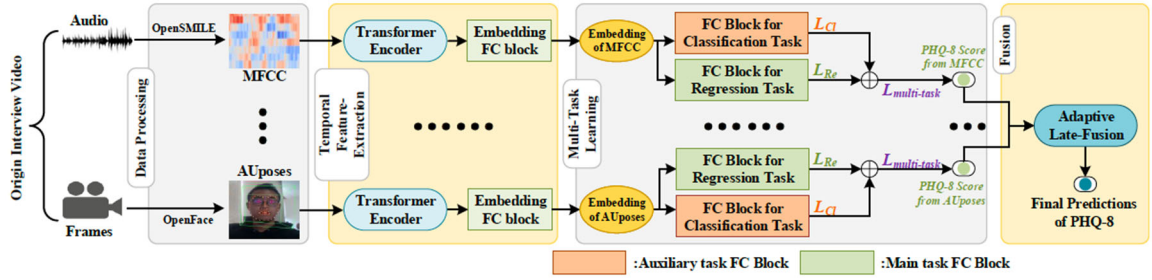 Origin Interview Video
Audio
Frames
OpenSMILE
OpenFace
Data Processing
MFCC
AUposes
Temporal
Feature-
Extraction
Transformer
Encoder
Embedding
FC block
Transformer
Encoder
Embedding
FC block
Multi-Task
Learning
Embedding
of MFCC
Embedding
of AUposes
FC Block for
Classification Task
L_Cl
FC Block for
Regression Task
L_Re
L_multi-task
PHQ-8 Score
from MFCC
FC Block for
Regression Task
L_Re
FC Block for
Classification Task
L_Cl
L_multi-task
PHQ-8 Score
from AUposes
Fusion
Adaptive
Late-Fusion
Final Predictions
of PHQ-8
:Auxiliary task FC Block
:Main task FC Block